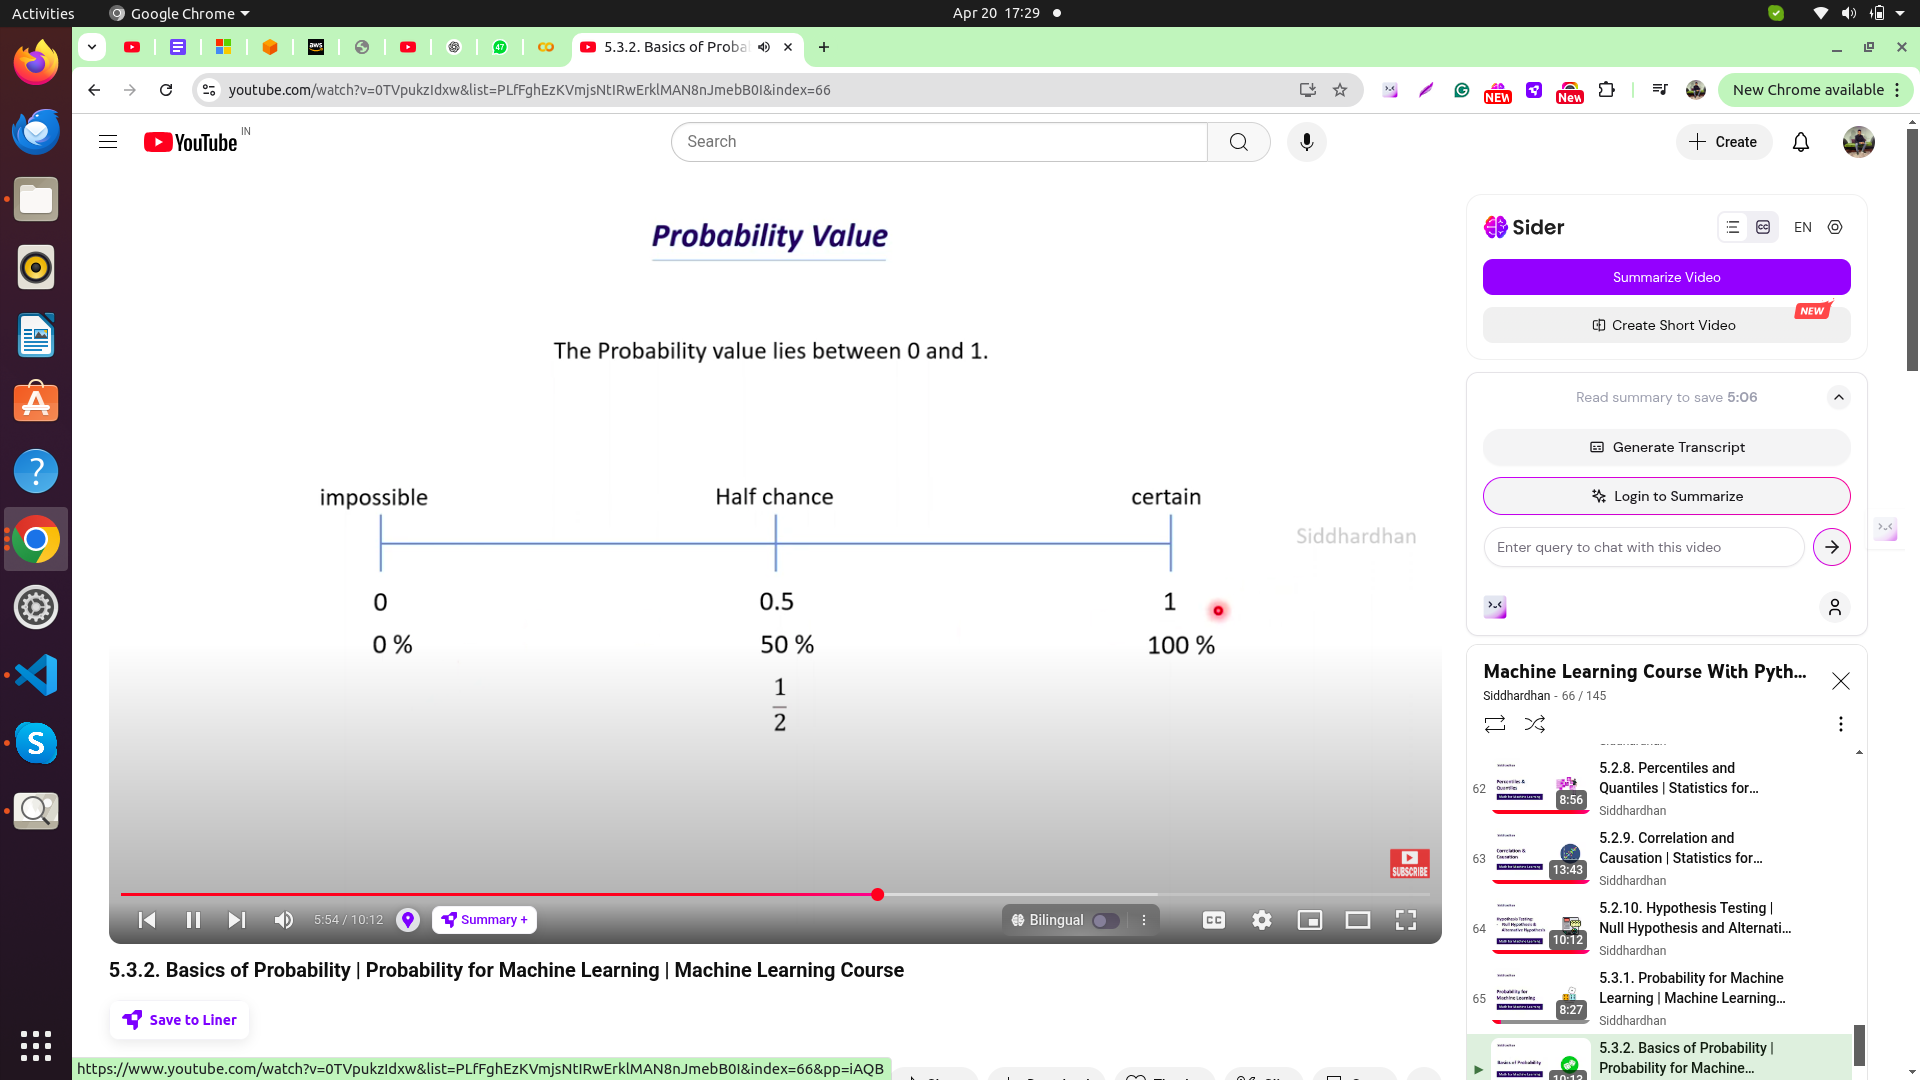 Activities
Google Chrome
Apr 20 17:29
5.3.2. Basics of Probal
youtube.com/watch?v=0TVpukzIdxw&list=PLfFghEzKVmjsNtIRwErklMAN8nJmebB0I&index=66
NEW
New
New Chrome available
YouTube
IN
Search
Create
Probability Value
The Probability value lies between 0 and 1.
impossible
Half chance
certain
Siddhardhan
0
0.5
1
0 %
50 %
100 %
1
2
SUBSCRIBE
5:54 / 10:12
Summary +
Bilingual
CC
5.3.2. Basics of Probability | Probability for Machine Learning | Machine Learning Course
Save to Liner
https://www.youtube.com/watch?v=0TVpukzIdxw&list=PLfFghEzKVmjsNtIRwErklMAN8nJmebB0I&index=66&pp=iAQB
Sider
EN
Summarize Video
NEW
Create Short Video
Read summary to save 5:06
Generate Transcript
Login to Summarize
Enter query to chat with this video
Machine Learning Course With Pyth...
Siddhardhan - 66 / 145
62
8:56
5.2.8. Percentiles and
Quantiles | Statistics for...
Siddhardhan
63
13:43
5.2.9. Correlation and
Causation | Statistics for...
Siddhardhan
64
10:12
5.2.10. Hypothesis Testing |
Null Hypothesis and Alternati...
Siddhardhan
65
8:27
5.3.1. Probability for Machine
Learning | Machine Learning...
Siddhardhan
5.3.2. Basics of Probability |
Probability for Machine...